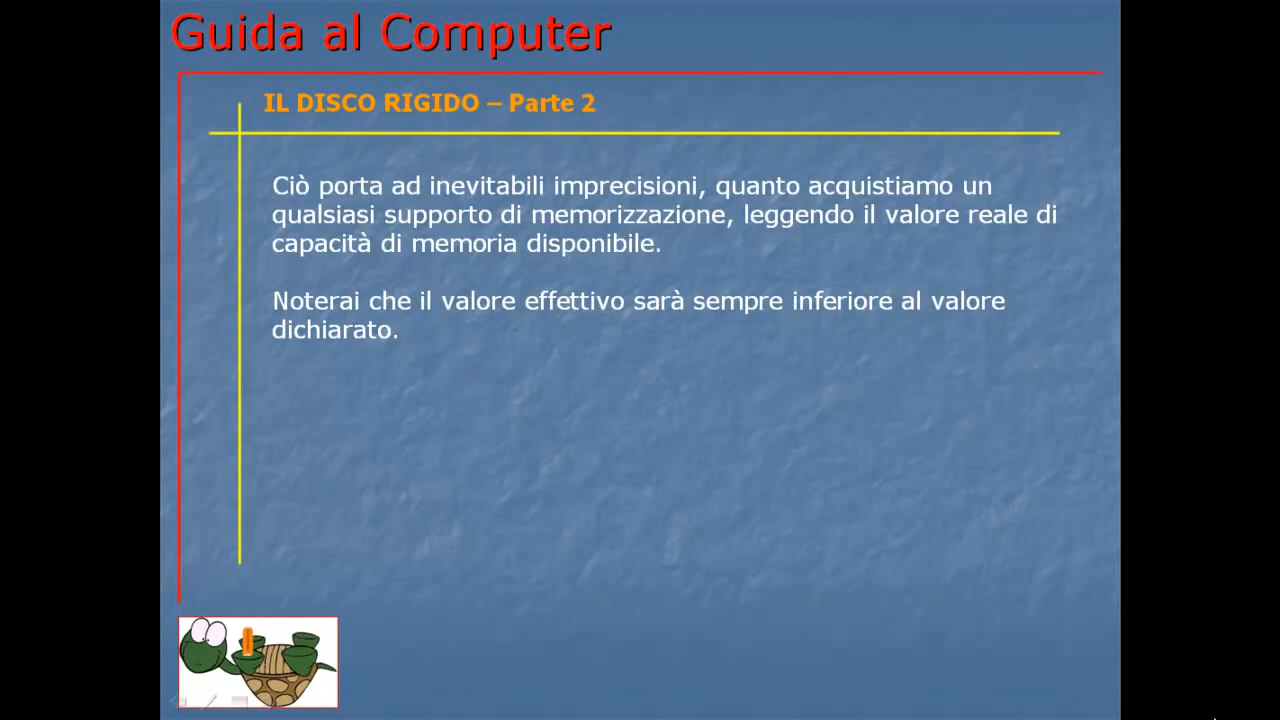 Guida al Computer
IL DISCO RIGIDO – Parte 2
Ciò porta ad inevitabili imprecisioni, quanto acquistiamo un
qualsiasi supporto di memorizzazione, leggendo il valore reale di
capacità di memoria disponibile.
Noterai che il valore effettivo sarà sempre inferiore al valore
dichiarato.